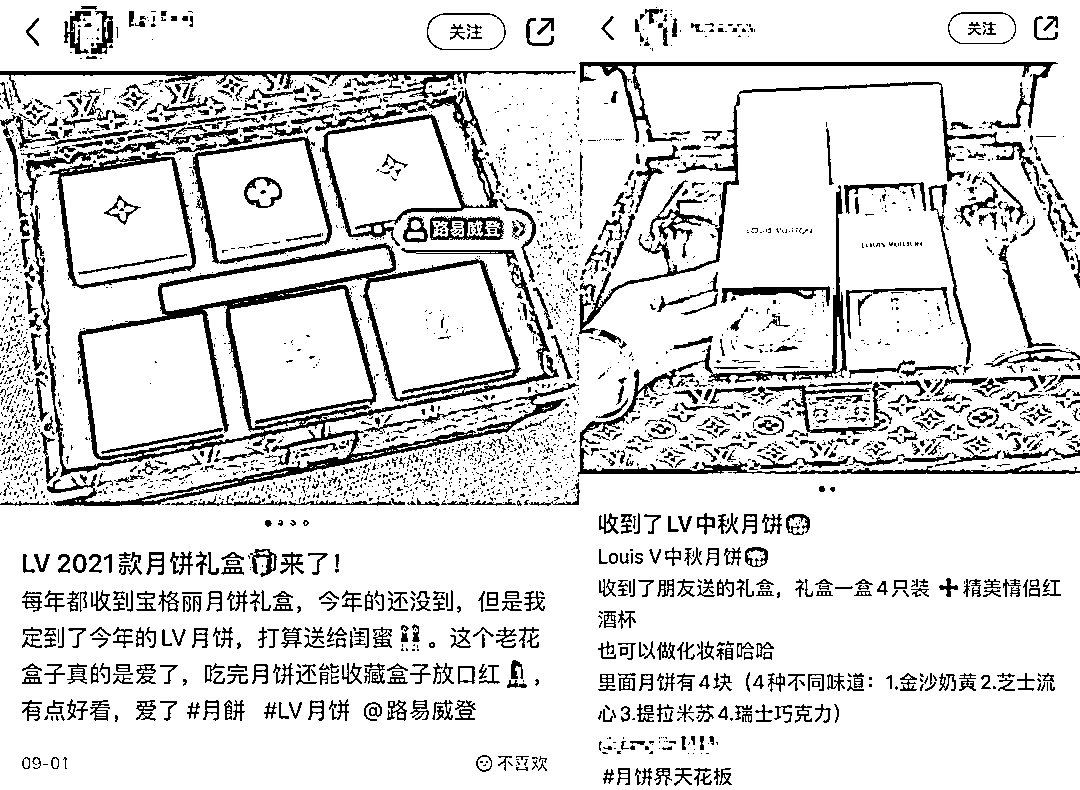 关注
路易威登
LV 2021款月饼礼盒来了！
每年都收到宝格丽月饼礼盒，今年的还没到，但是我
定到了今年的LV月饼，打算送给闺蜜。这个老花
盒子真的是爱了，吃完月饼还能收藏盒子放口红，
有点好看，爱了 #月餅 #LV月饼 @路易威登
09-01
不喜欢
关注
LOUIS VUITTON
LOUIS VUITTON
收到了LV中秋月饼
Louis V中秋月饼
收到了朋友送的礼盒，礼盒一盒4只装➕精美情侣红
酒杯
也可以做化妆箱哈哈
里面月饼有4块（4种不同味道：1.金沙奶黄2.芝士流
心3.提拉米苏4.瑞士巧克力）
#月饼界天花板